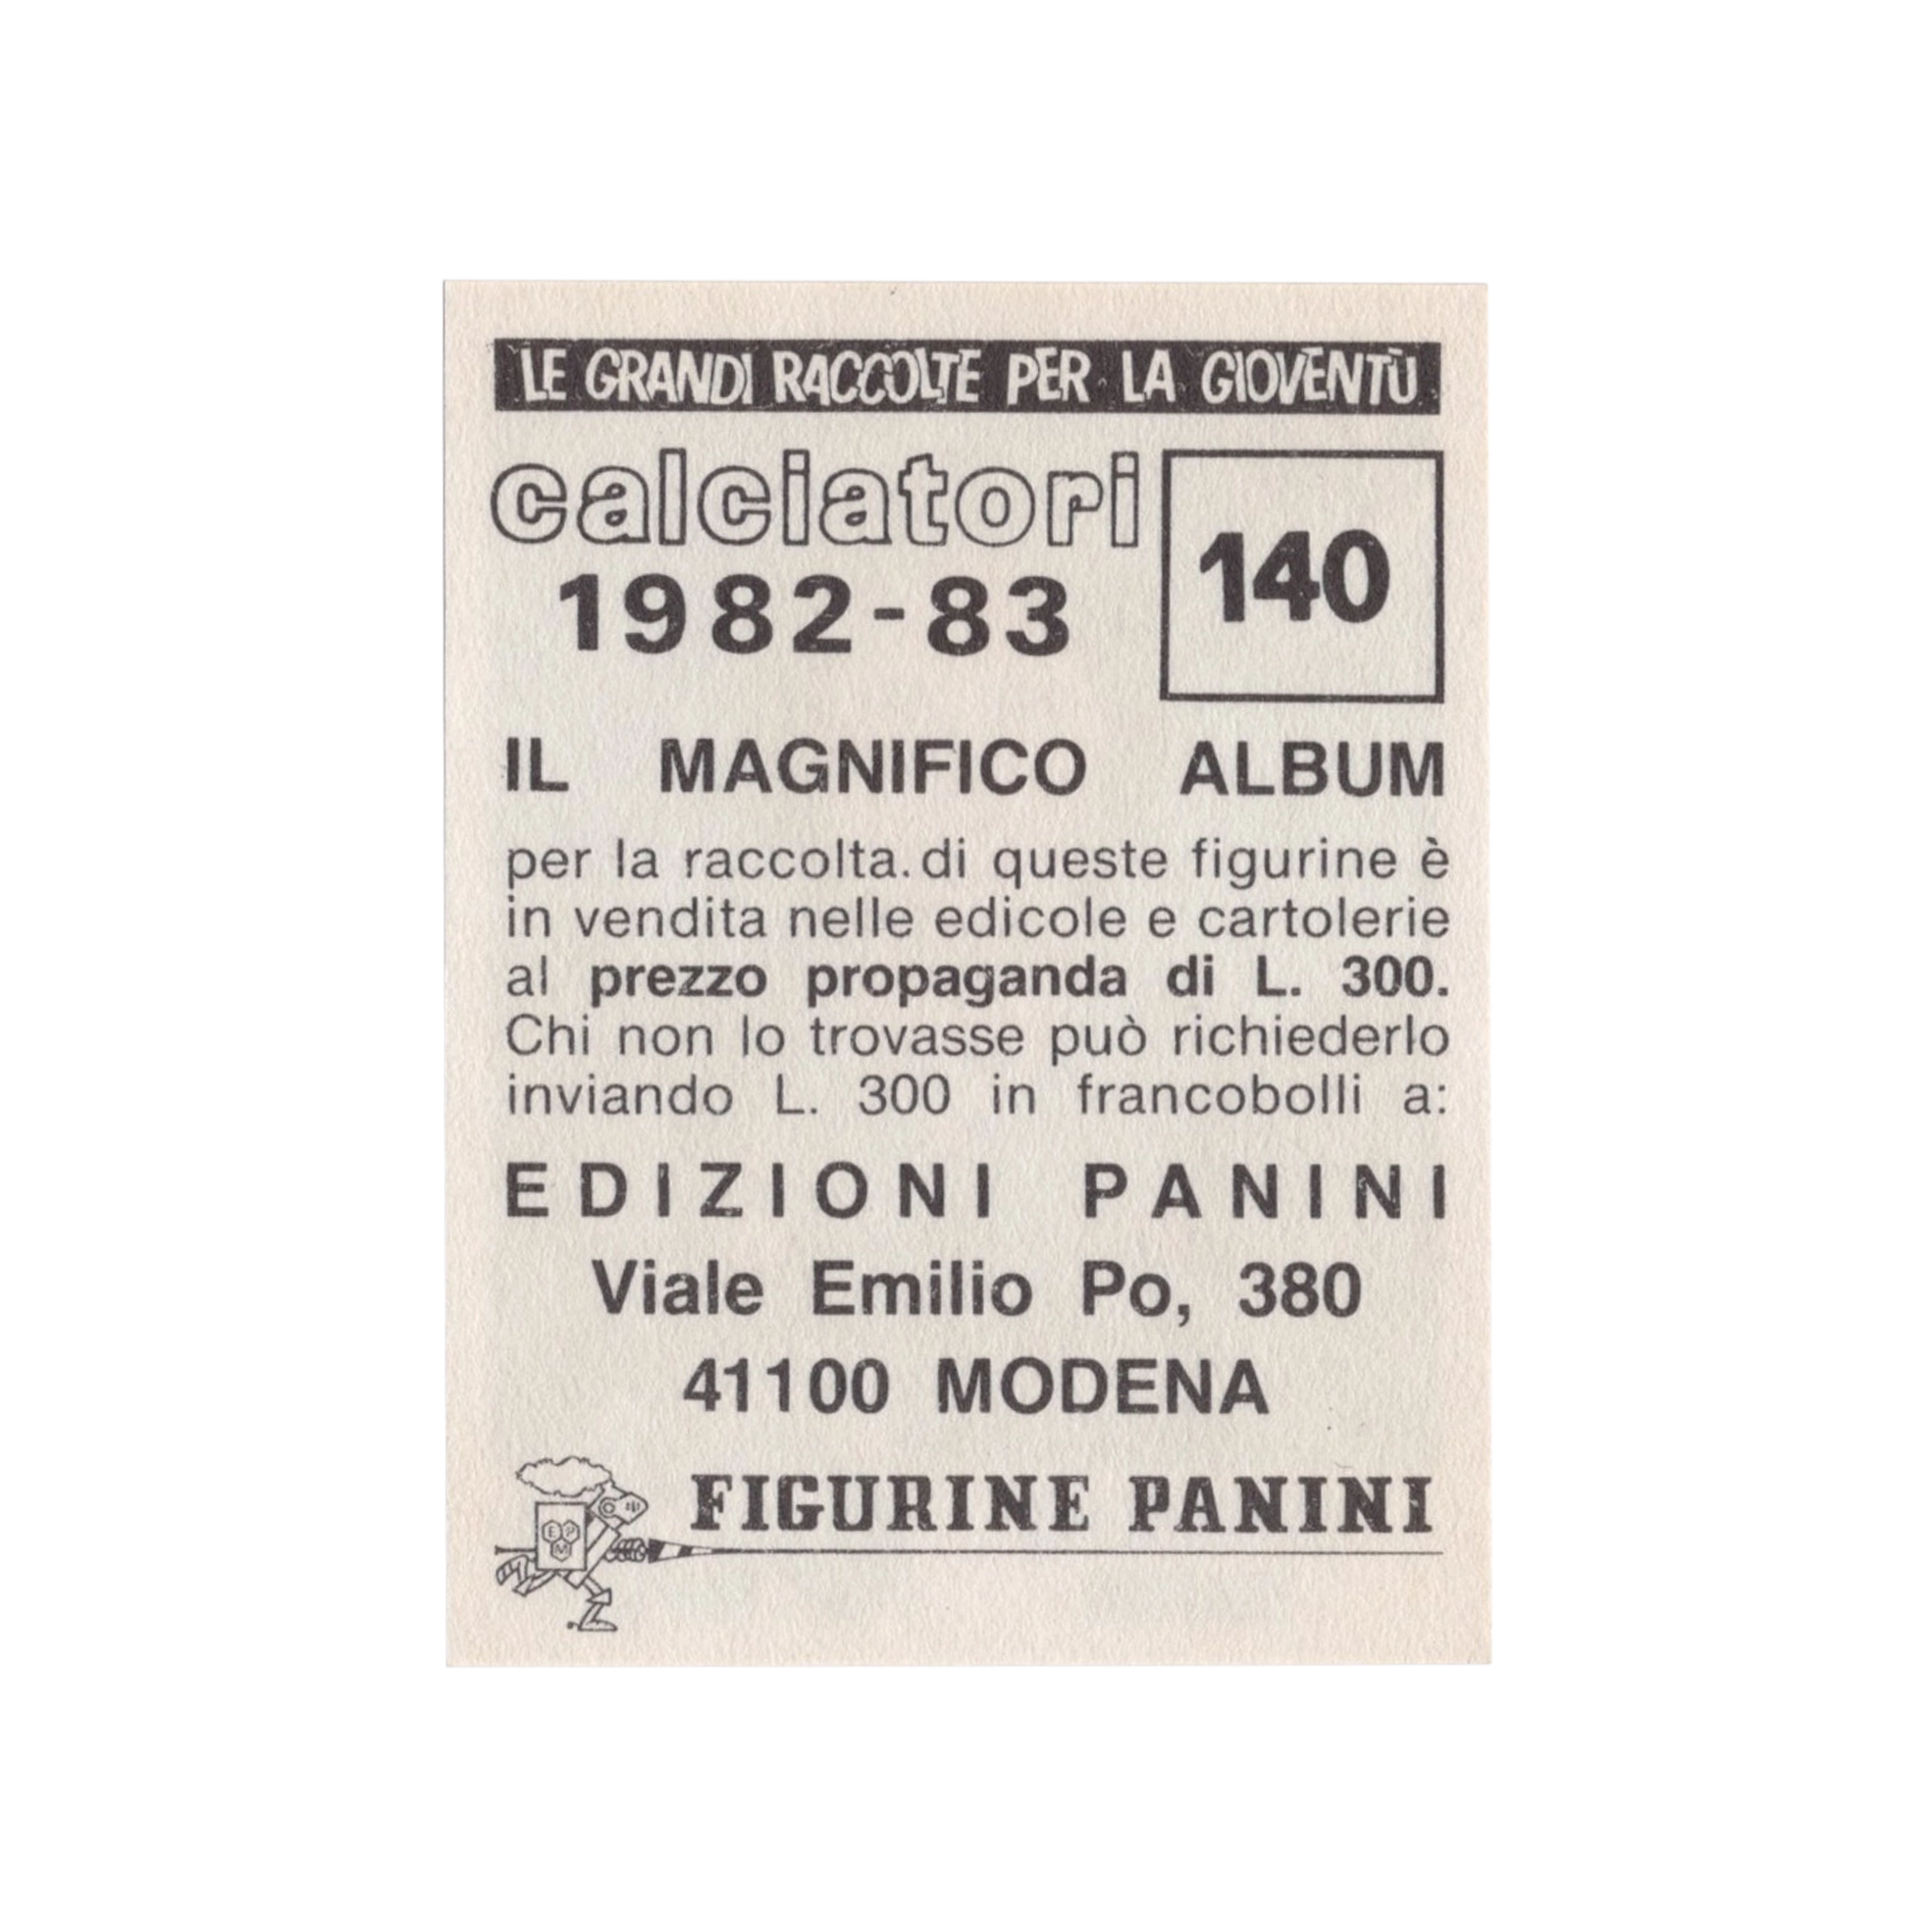 LE GRANDI RACCOLTE PER LA GIOVENTÙ
calciatori
1982-83
140
IL MAGNIFICO ALBUM
per la raccolta.di queste figurine è
in vendita nelle edicole e cartolerie
al prezzo propaganda di L. 300.
Chi non lo trovasse può richiederlo
inviando L. 300 in francobolli a:
EDIZIONI PANINI
Viale Emilio Po, 380
41100 MODENA
FIGURINE PANINI
EPM